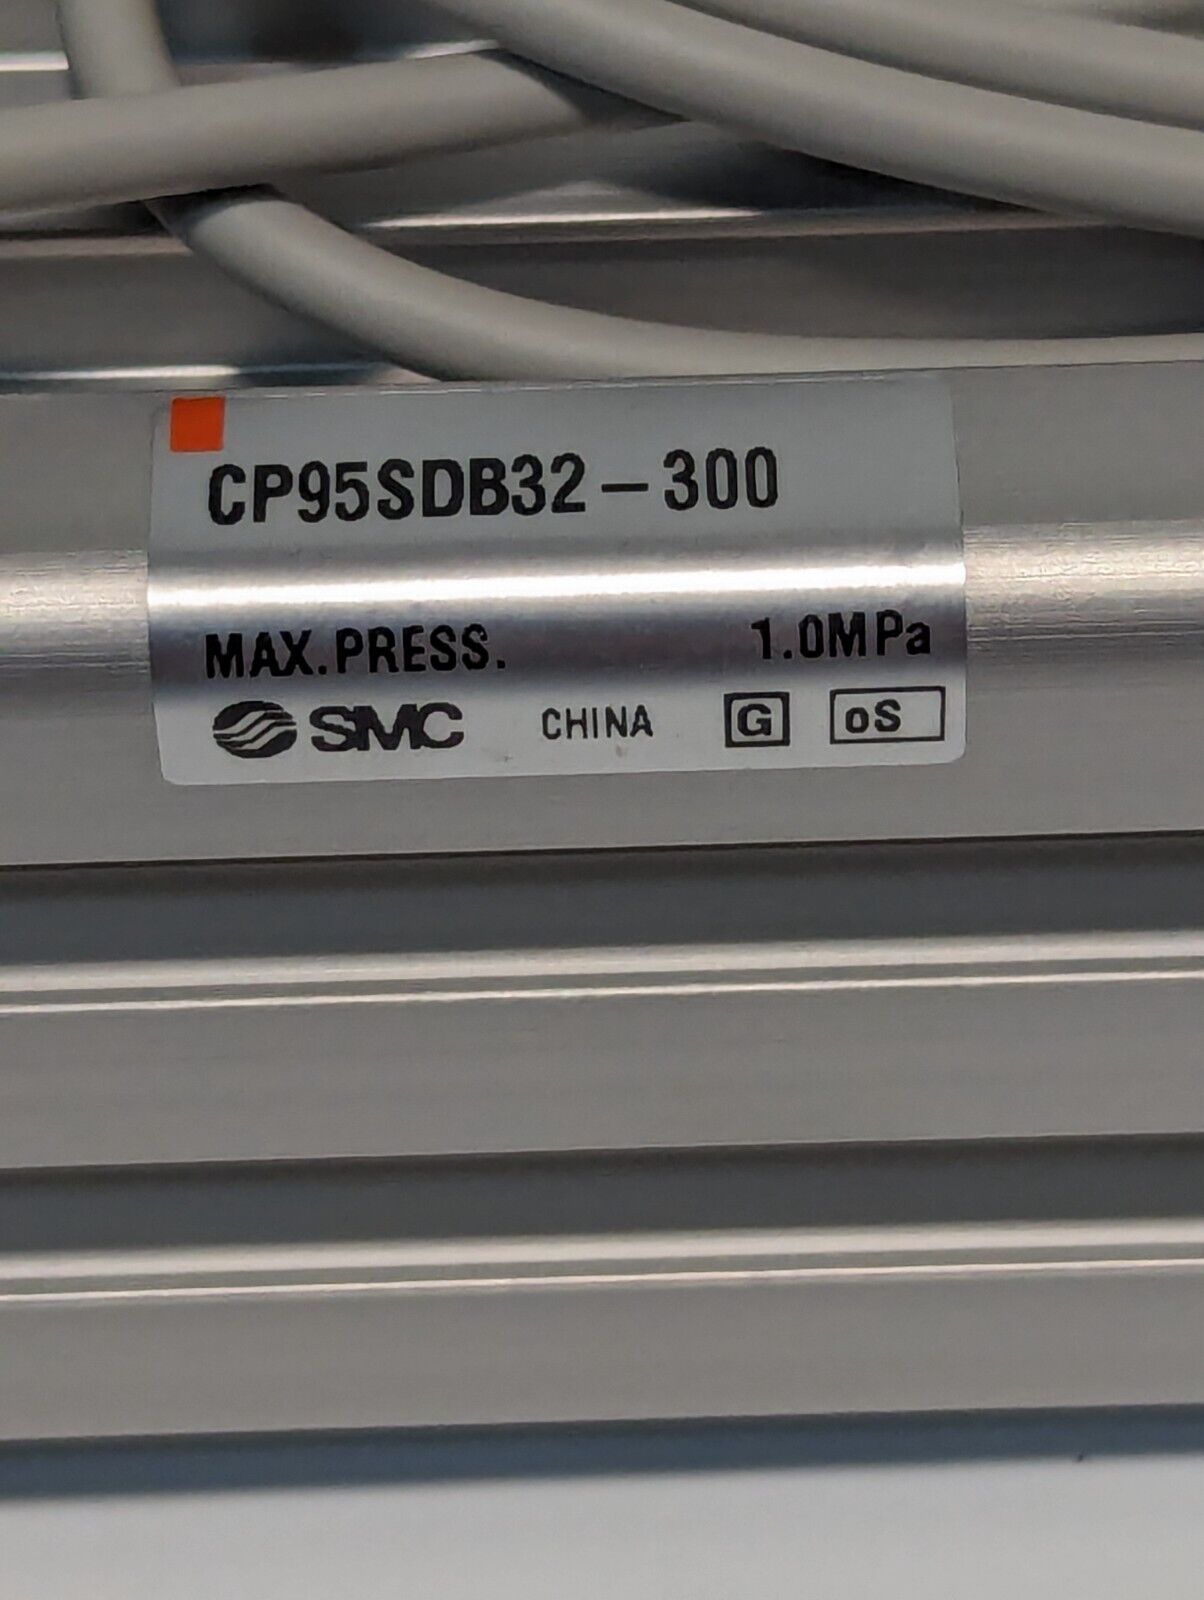 CP95SDB32-300
MAX.PRESS. 1.0MPa
SMC CHINA G oS